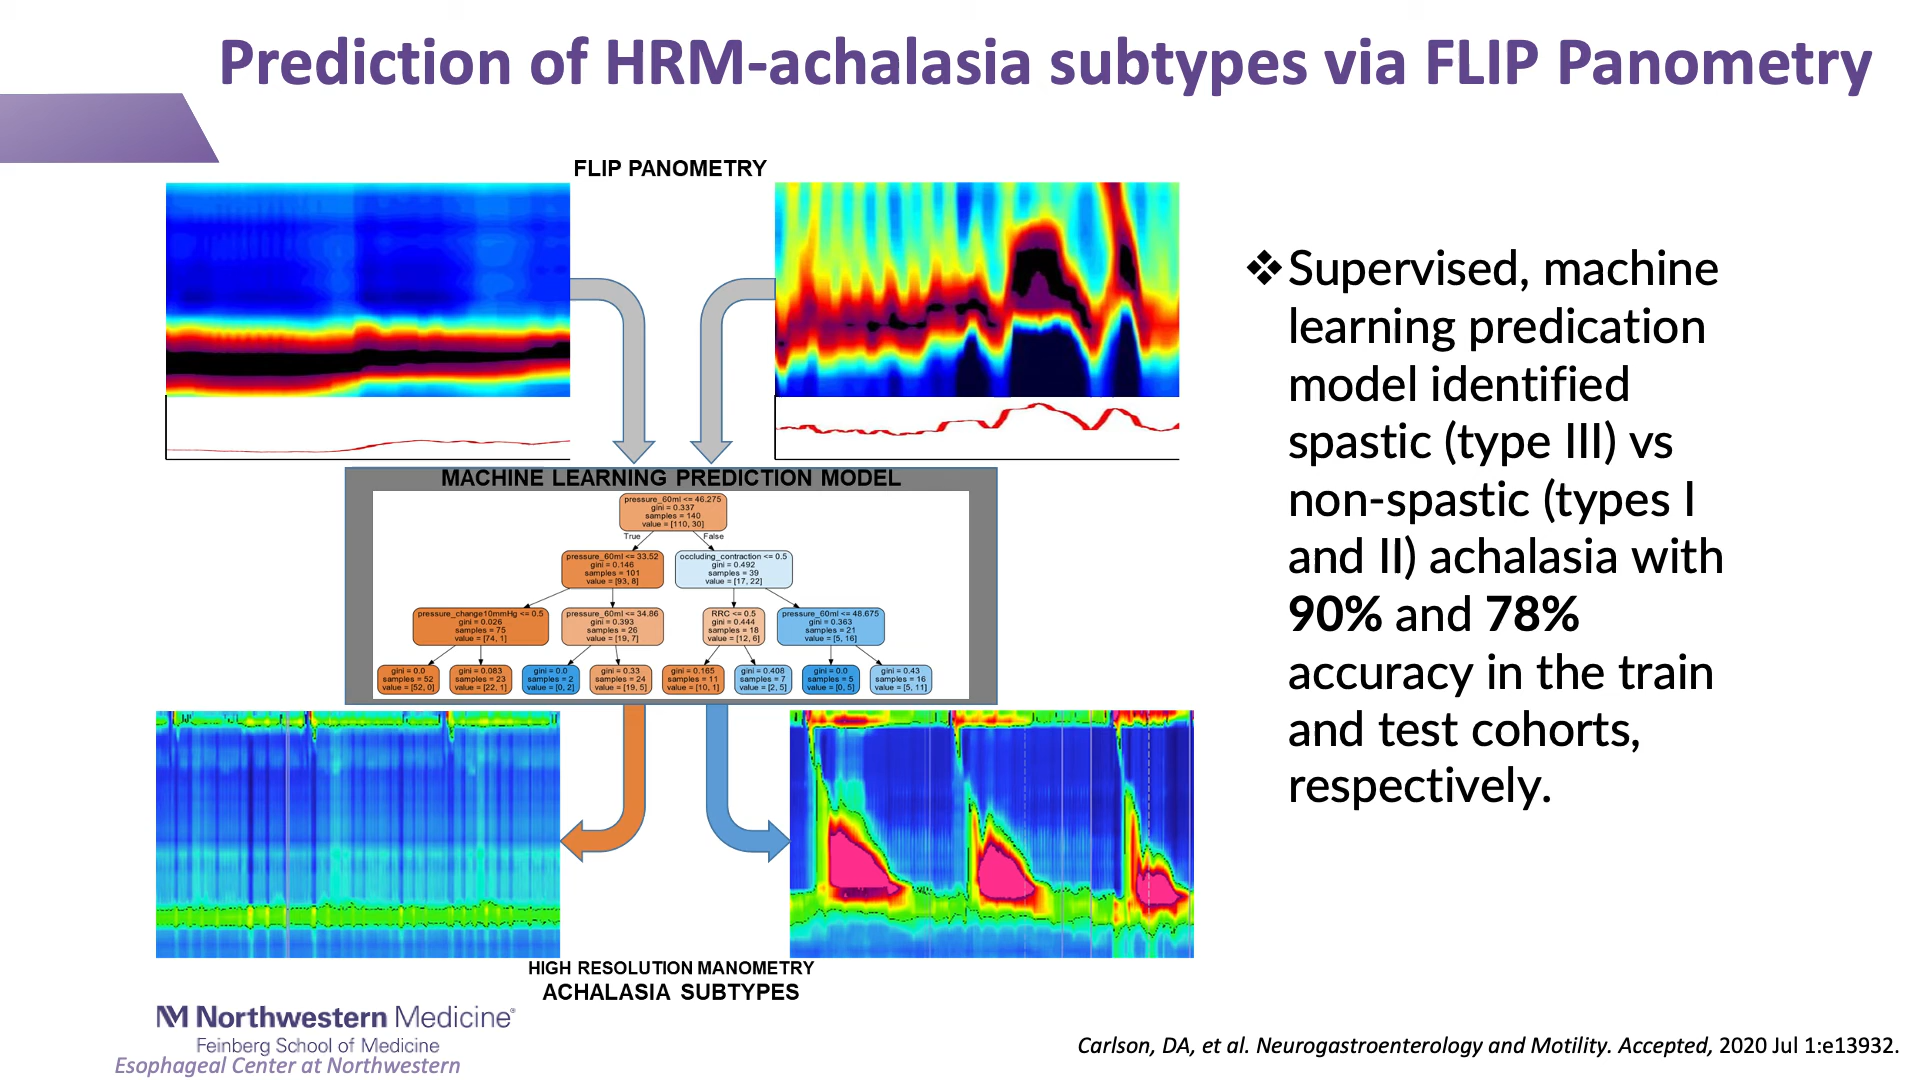 Prediction of HRM-achalasia subtypes via FLIP Panometry
FLIP PANOMETRY
MACHINE LEARNING PREDICTION MODEL
pressure_60ml <= 46.275
gini = 0.337
samples = 140
value = [110, 30]
True
False
pressure_60ml <= 33.52
gini = 0.146
samples = 101
value = [93, 8]
occluding_contraction <= 0.5
gini = 0.492
samples = 39
value = [17, 22]
pressure_change10mmHg <= 0.5
gini = 0.026
samples = 75
value = [74, 1]
pressure_60ml <= 34.86
gini = 0.393
samples = 26
value = [19, 7]
RRC <= 0.5
gini = 0.444
samples = 18
value = [12, 6]
pressure_60ml <= 48.675
gini = 0.363
samples = 21
value = [5, 16]
gini = 0.0
samples = 52
value = [52, 0]
gini = 0.083
samples = 23
value = [22, 1]
gini = 0.0
samples = 2
value = [0, 2]
gini = 0.33
samples = 24
value = [19, 5]
gini = 0.165
samples = 11
value = [10, 1]
gini = 0.408
samples = 7
value = [2, 5]
gini = 0.0
samples = 5
value = [0, 5]
gini = 0.43
samples = 16
value = [5, 11]
HIGH RESOLUTION MANOMETRY
ACHALASIA SUBTYPES
❖Supervised, machine
learning predication
model identified
spastic (type III) vs
non-spastic (types I
and II) achalasia with
90% and 78%
accuracy in the train
and test cohorts,
respectively.
M Northwestern Medicine®
Feinberg School of Medicine
Esophageal Center at Northwestern
Carlson, DA, et al. Neurogastroenterology and Motility. Accepted, 2020 Jul 1:e13932.